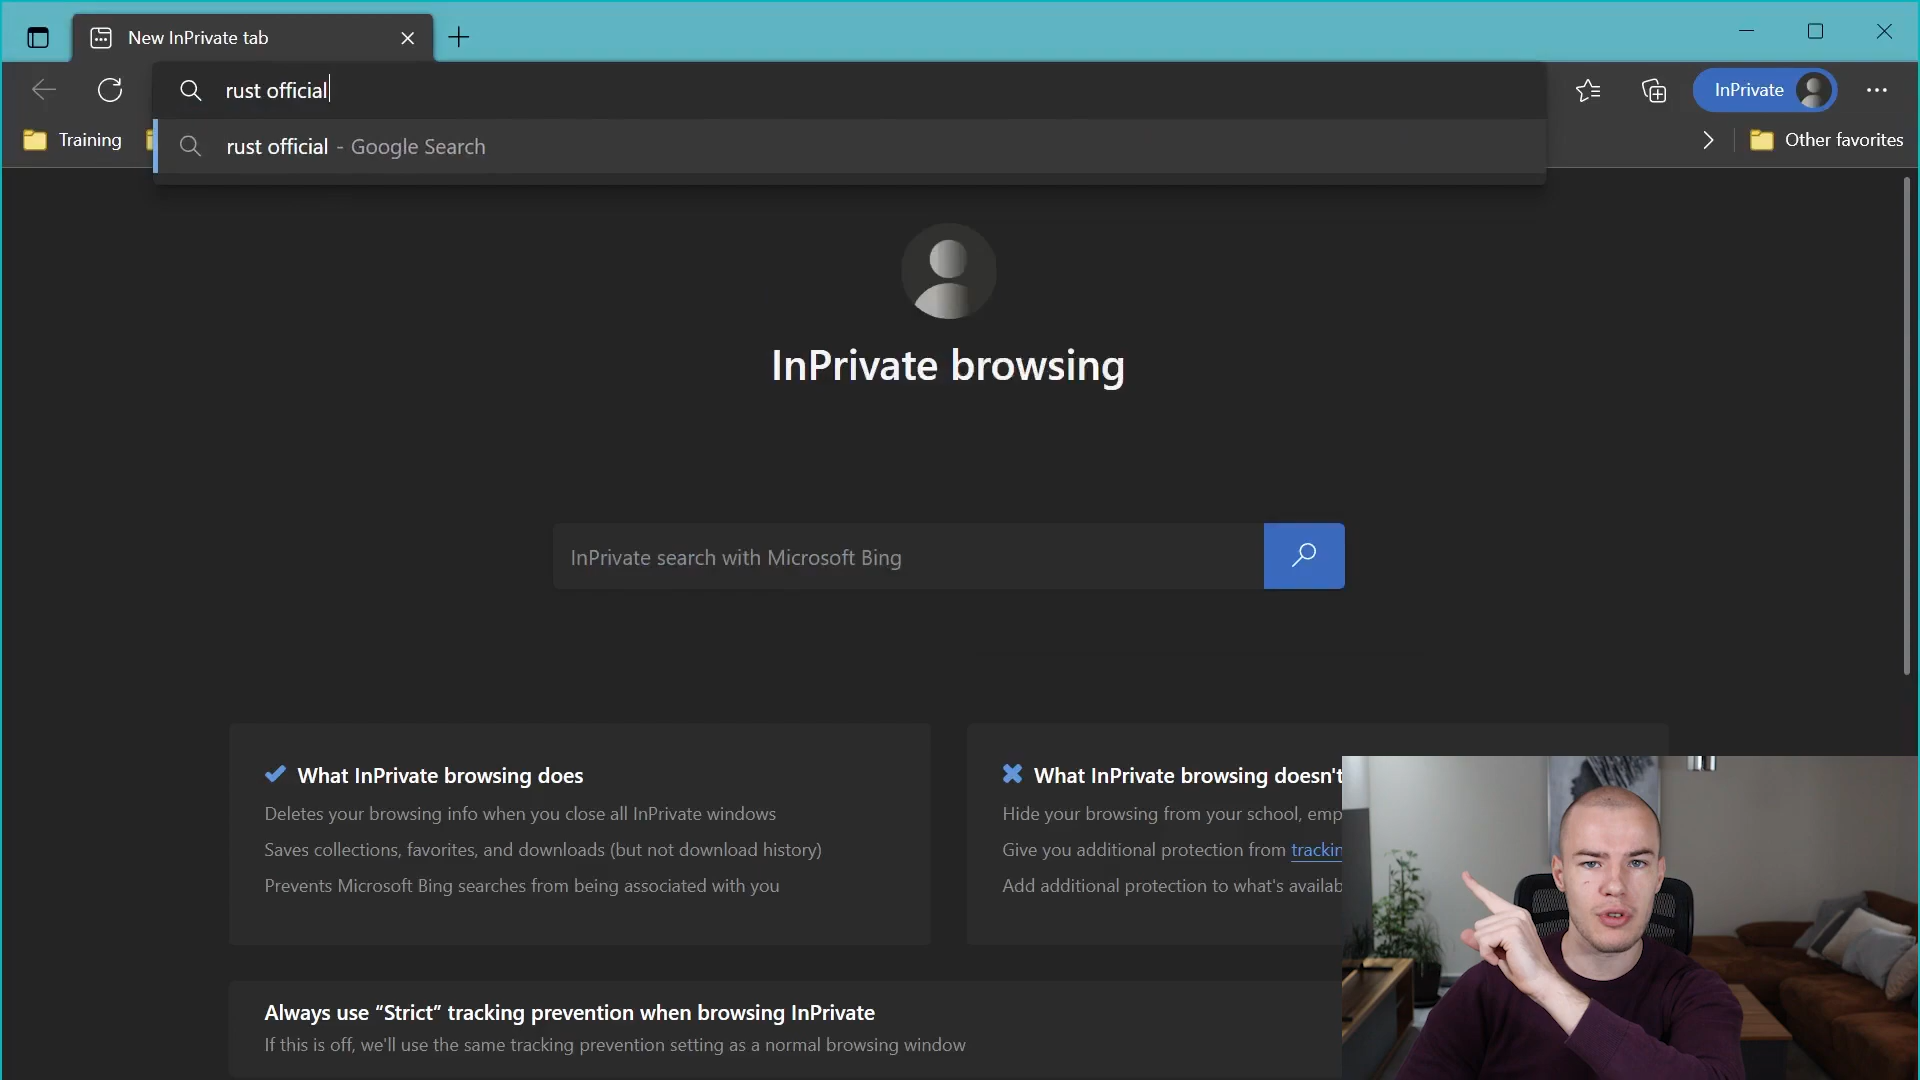 New InPrivate tab
rust official
InPrivate
Training
rust official - Google Search
Other favorites
InPrivate browsing
InPrivate search with Microsoft Bing
What InPrivate browsing does
Deletes your browsing info when you close all InPrivate windows
Saves collections, favorites, and downloads (but not download history)
Prevents Microsoft Bing searches from being associated with you
What InPrivate browsing doesn't
Hide your browsing from your school, emp
Give you additional protection from trackin
Add additional protection to what's availab
Always use “Strict” tracking prevention when browsing InPrivate
If this is off, we'll use the same tracking prevention setting as a normal browsing window